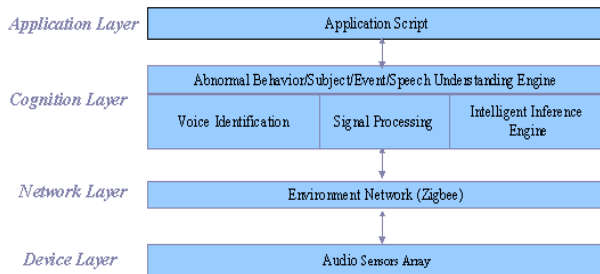 Application Layer
Application Script
Abnormal Behavior/Subject/Event/Speech Understanding Engine
Cognition Layer
Voice Identification
Signal Processing
Intelligent Inference
Engine
Network Layer
Environment Network (Zigbee)
Device Layer
Audio Sensors Array